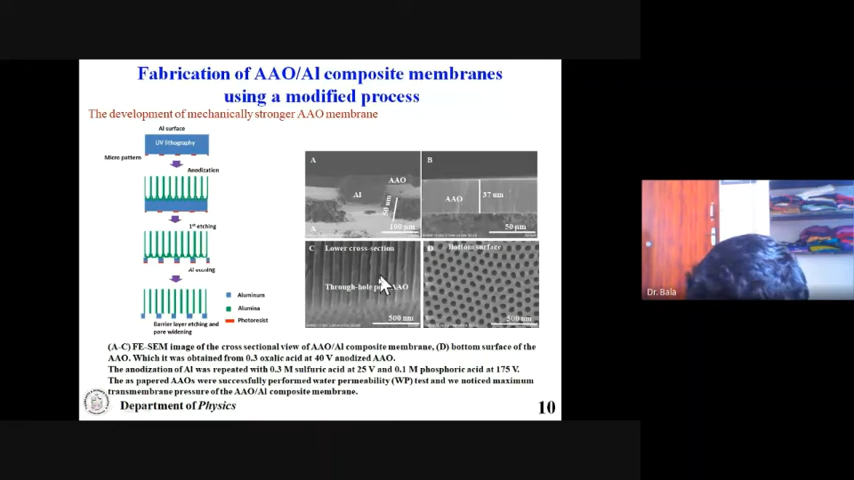 Fabrication of AAO/Al composite membranes
using a modified process
The development of mechanically stronger AAO membrane
Al surface
UV lithography
Micro pattern
Anodization
1st etching
Al etching
Aluminum
Alumina
Photoresist
Barrier layer etching and
pore widening
A
Al
AAO
50 µm
A
100 µm
B
AAO
37 um
50 µm
C
Lower cross-section
Through-hole
AAO
500 nm
D
Bottom surface
500 nm
(A-C) FE-SEM image of the cross sectional view of AAO/Al composite membrane, (D) bottom surface of the
AAO. Which it was obtained from 0.3 oxalic acid at 40 V anodized AAO.
The anodization of Al was repeated with 0.3 M sulfuric acid at 25 V and 0.1 M phosphoric acid at 175 V.
The as papered AAOs were successfully performed water permeability (WP) test and we noticed maximum
transmembrane pressure of the AAO/Al composite membrane.
Department of Physics
10
Dr. Bala